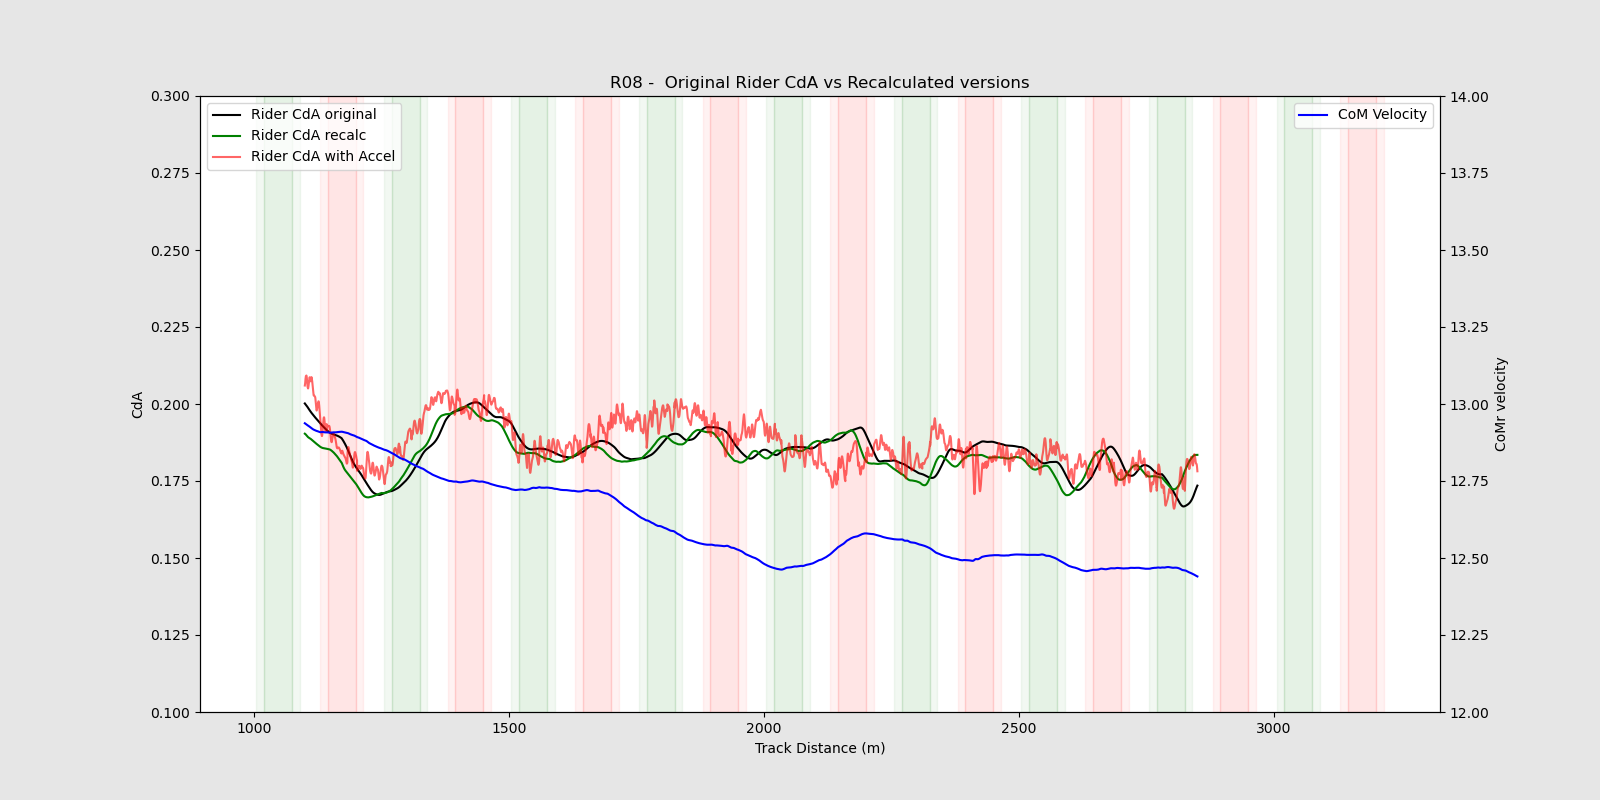 R08 -  Original Rider CdA vs Recalculated versions
Rider CdA original
Rider CdA recalc
Rider CdA with Accel
CoM Velocity
0.300
0.275
0.250
0.225
0.200
0.175
0.150
0.125
0.100
CdA
14.00
13.75
13.50
13.25
13.00
12.75
12.50
12.25
12.00
CoMr velocity
1000
1500
2000
2500
3000
Track Distance (m)